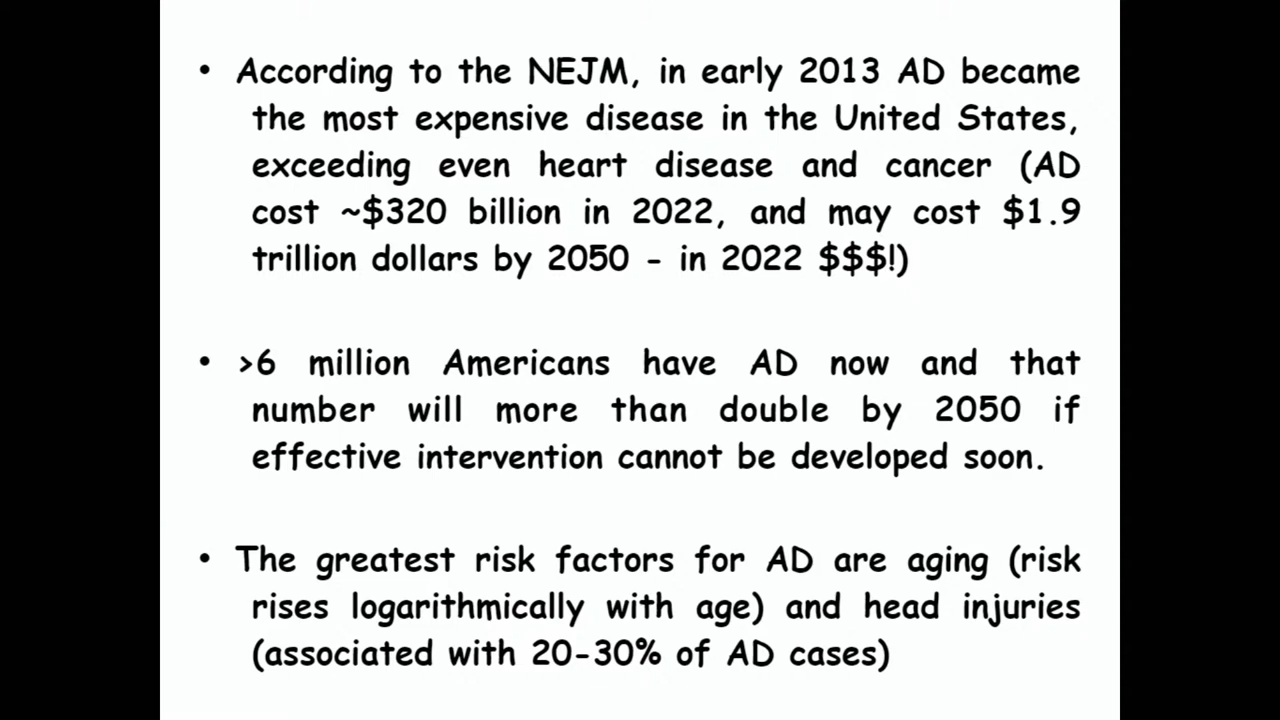 • According to the NEJM, in early 2013 AD became
the most expensive disease in the United States,
exceeding even heart disease and cancer (AD
cost ~$320 billion in 2022, and may cost $1.9
trillion dollars by 2050 - in 2022 $$$!)
• >6 million Americans have AD now and that
number will more than double by 2050 if
effective intervention cannot be developed soon.
• The greatest risk factors for AD are aging (risk
rises logarithmically with age) and head injuries
(associated with 20-30% of AD cases)